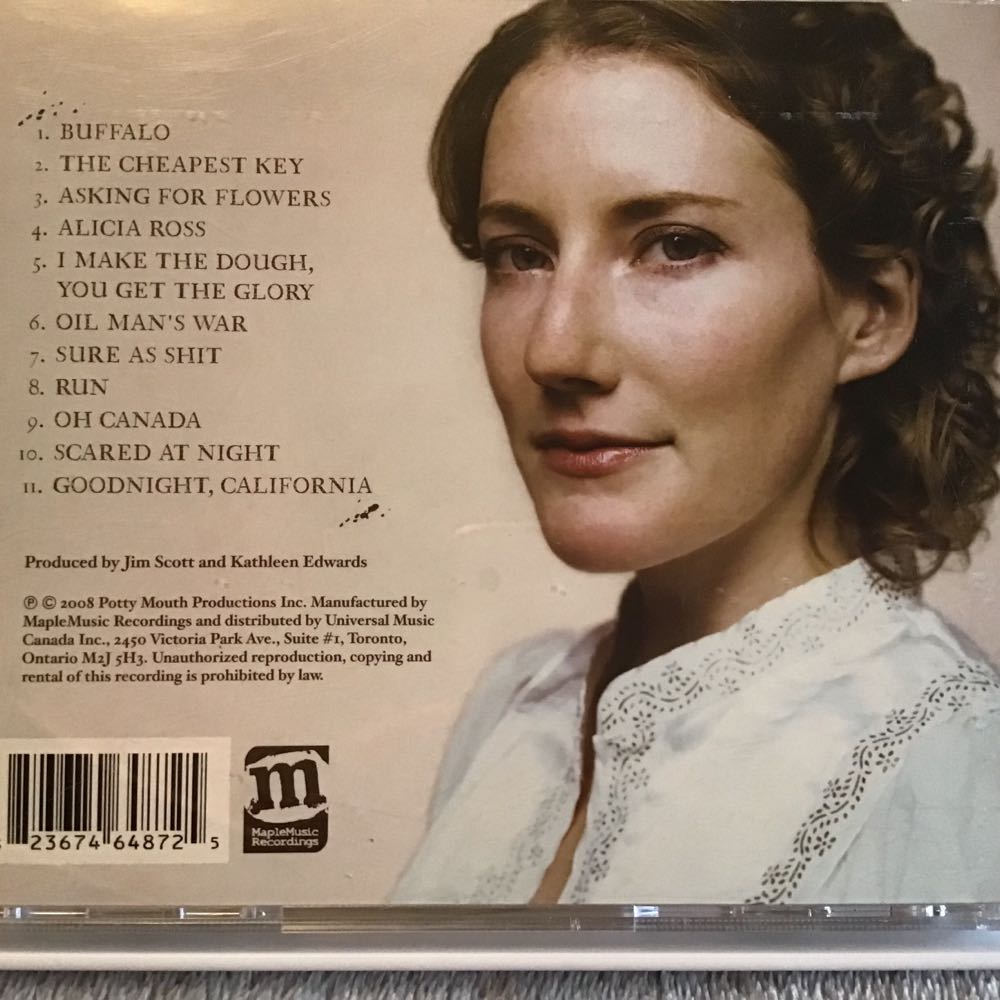 1. BUFFALO
2. THE CHEAPEST KEY
3. ASKING FOR FLOWERS
4. ALICIA ROSS
5. I MAKE THE DOUGH,
YOU GET THE GLORY
6. OIL MAN'S WAR
7. SURE AS SHIT
8. RUN
9. OH CANADA
10. SCARED AT NIGHT
11. GOODNIGHT, CALIFORNIA
Produced by Jim Scott and Kathleen Edwards
℗ © 2008 Potty Mouth Productions Inc. Manufactured by
MapleMusic Recordings and distributed by Universal Music
Canada Inc., 2450 Victoria Park Ave., Suite #1, Toronto,
Ontario M2J 5H3. Unauthorized reproduction, copying and
rental of this recording is prohibited by law.
23674 64872 5
m
MapleMusic
Recordings